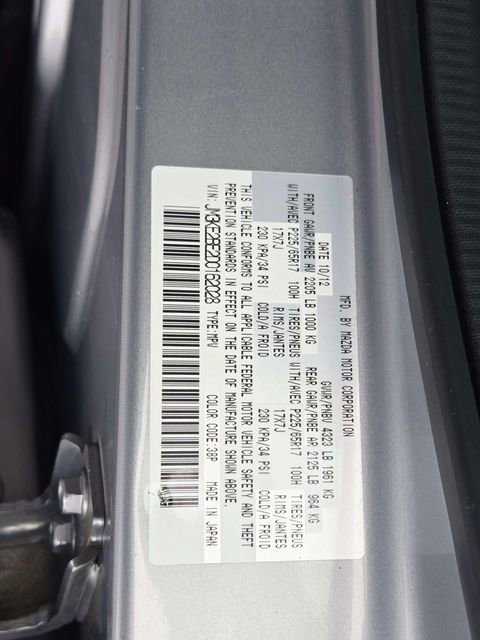 MFD. BY MAZDA MOTOR CORPORATION
DATE 10/12 GVWR/PNBV 4323 LB 1961 KG
FRONT GAWR/PNBE AV 2205 LB 1000 KG REAR GAWR/PNBE AR 2125 LB 964 KG
WITH/AVEC P225/65R17 100H TIRES/PNEUS WITH/AVEC P225/65R17 100H TIRES/PNEUS
17X7J RIMS/JANTES 17X7J RIMS/JANTES
230 KPA/34 PSI COLD/A FROID 230 KPA/34 PSI COLD/A FROID
THIS VEHICLE CONFORMS TO ALL APPLICABLE FEDERAL MOTOR VEHICLE SAFETY AND THEFT
PREVENTION STANDARDS IN EFFECT ON THE DATE OF MANUFACTURE SHOWN ABOVE.
VIN: JM3KE2BE2D0162028 TYPE:MPV COLOR CODE:38P MADE IN JAPAN